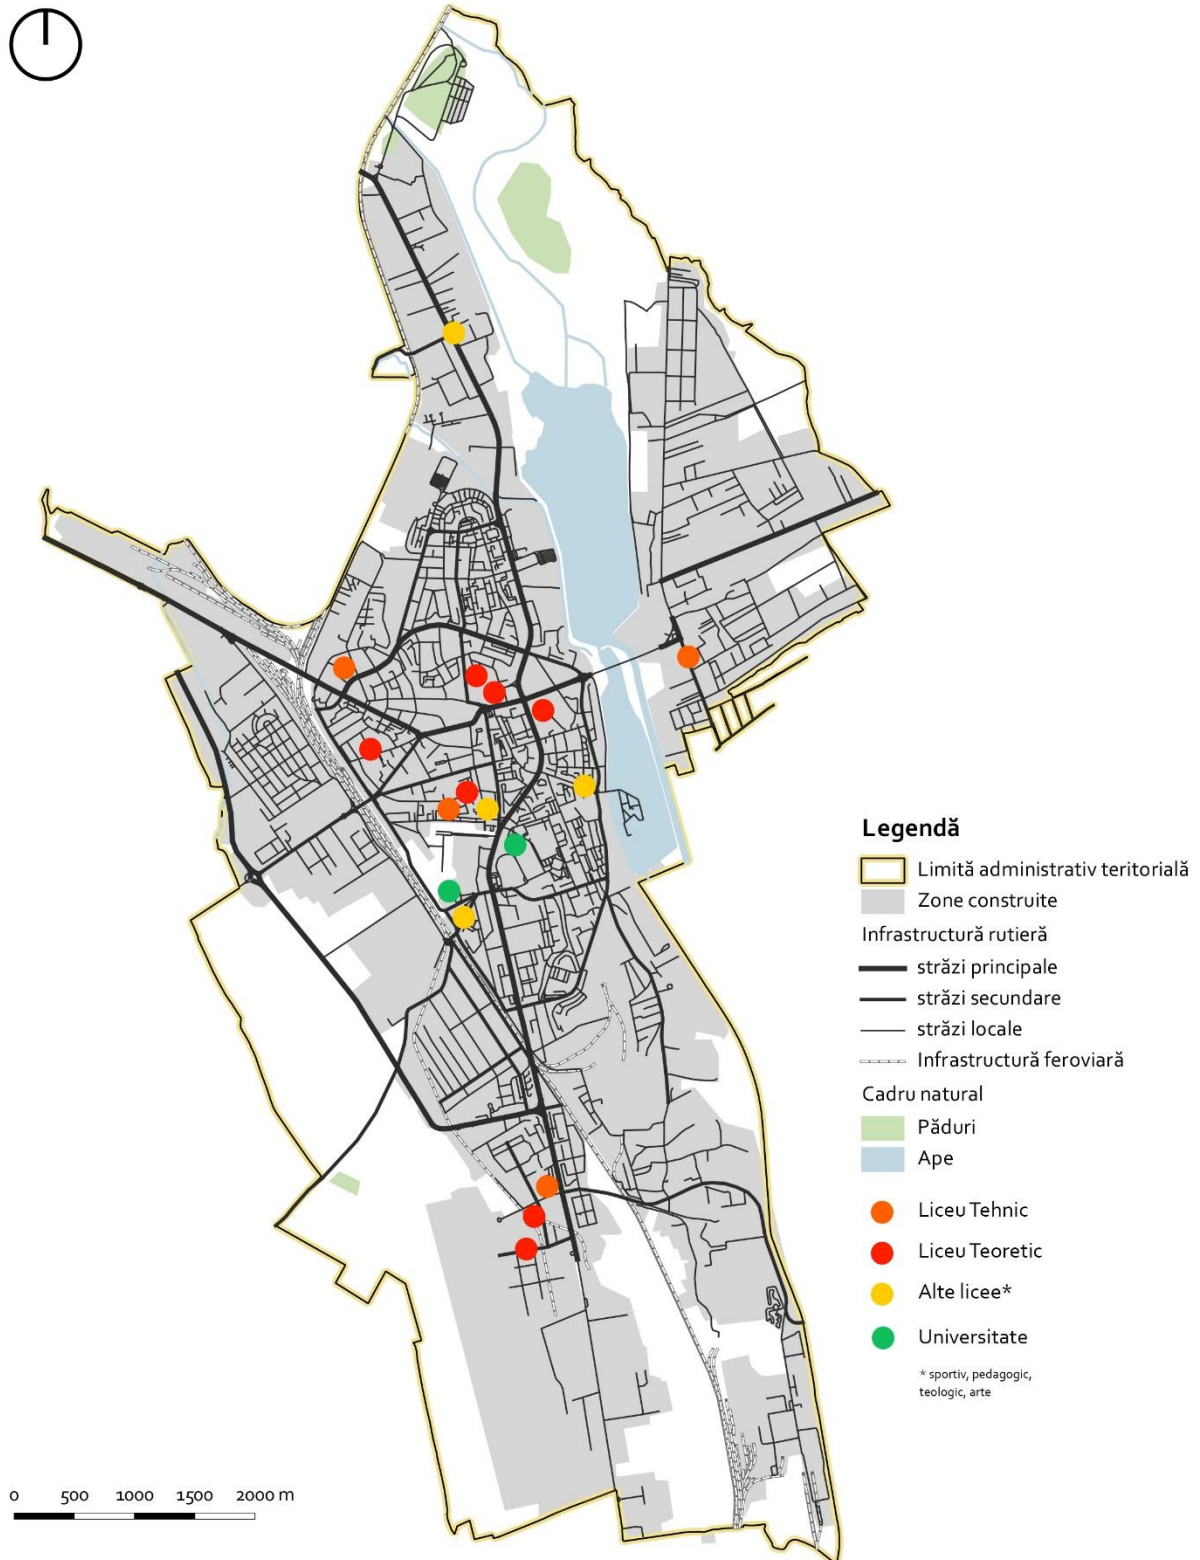 Legendă
Limită administrativ teritorială
Zone construite
Infrastructură rutieră
străzi principale
străzi secundare
străzi locale
Infrastructură feroviară
Cadru natural
Păduri
Ape
Liceu Tehnic
Liceu Teoretic
Alte licee*
Universitate
* sportiv, pedagogic,
teologic, arte
0 500 1000 1500 2000 m